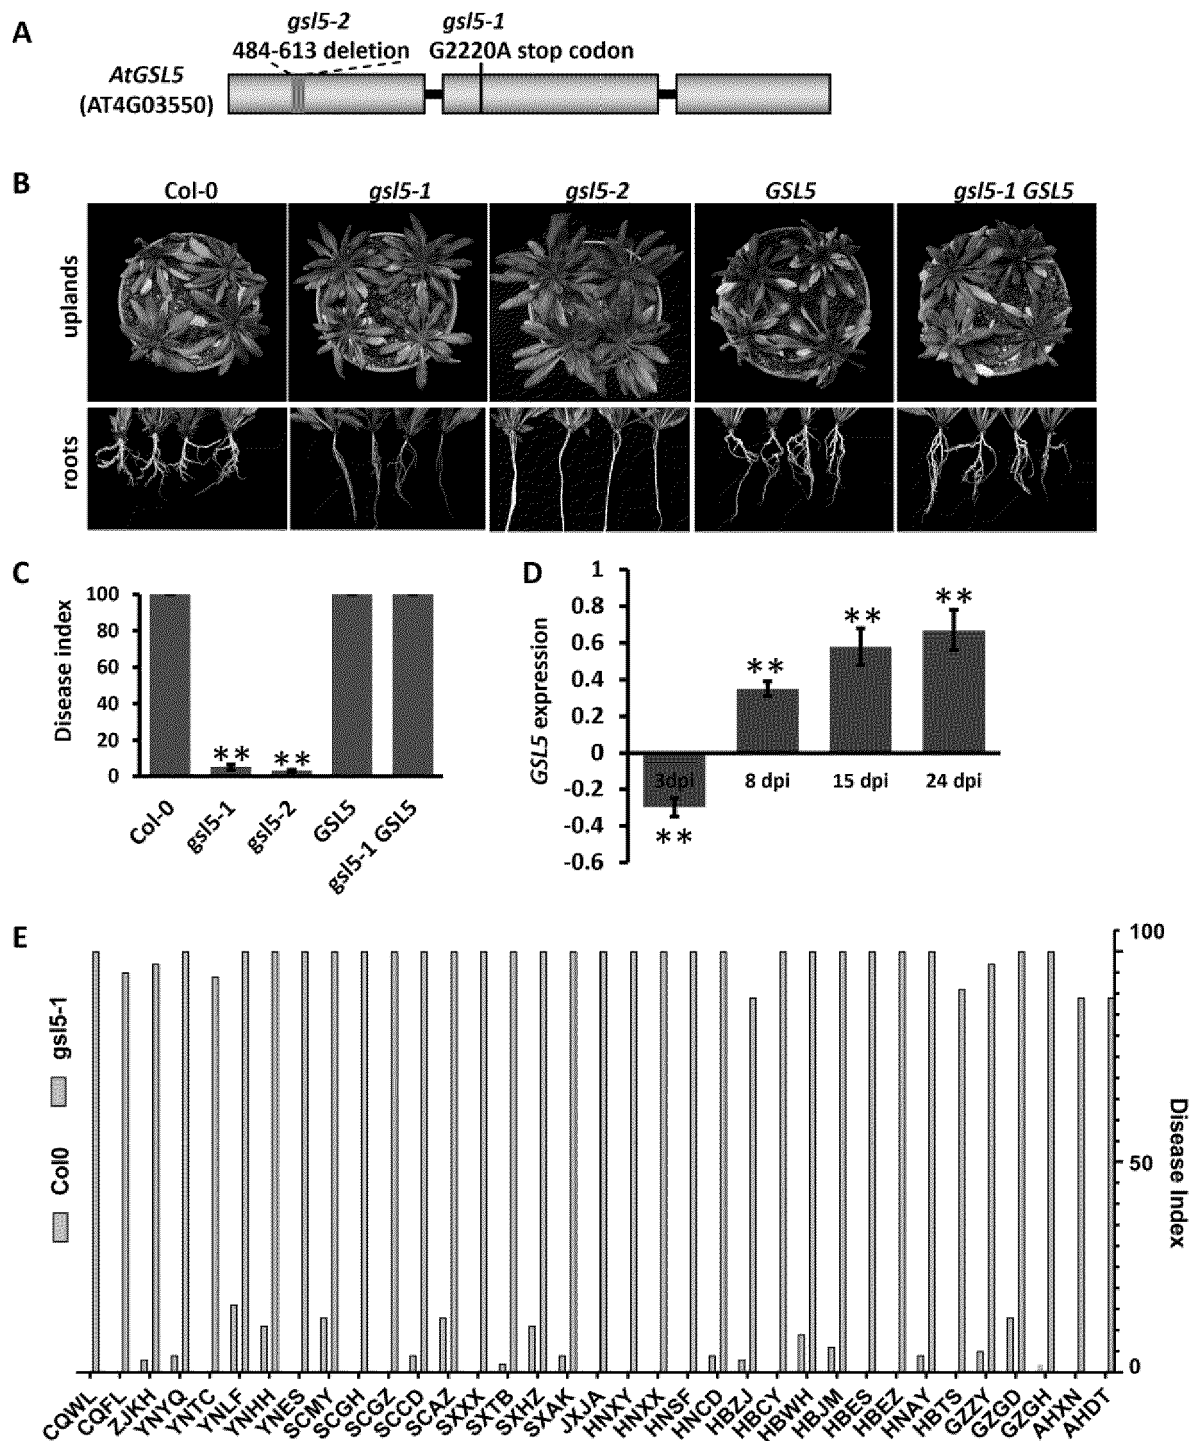 A
gsl5-2
gsl5-1
484-613 deletion
G2220A stop codon
AtGSL5
(AT4G03550)
B
Col-0
gsl5-1
gsl5-2
GSL5
gsl5-1 GSL5
uplands
roots
C
Disease index
100
80
60
40
20
0
**
**
Col-0
gsl5-1
gsl5-2
GSL5
gsl5-1 GSL5
D
GSL5 expression
1
0.8
0.6
0.4
0.2
0
-0.2
-0.4
-0.6
**
**
**
**
3dpi
8 dpi
15 dpi
24 dpi
E
gsl5-1
Col0
100
50
0
Disease Index
CQWL
CQFL
ZJKH
YNYQ
YNTC
YNLF
YNHH
YNES
SCMY
SCGH
SCGZ
SCCD
SCAZ
SXXX
SXTB
SXHZ
SXAK
JXJA
HNXY
HNXX
HNSF
HNCD
HBZJ
HBCY
HBWH
HBJM
HBES
HBEZ
HNAY
HBTS
GZZY
GZGD
GZGH
AHXN
AHDT